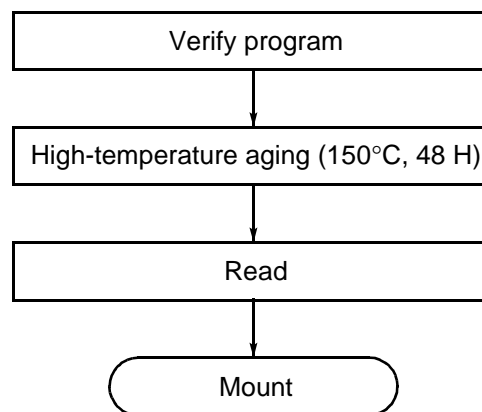 Verify program
High-temperature aging (150°C, 48 H)
Read
Mount